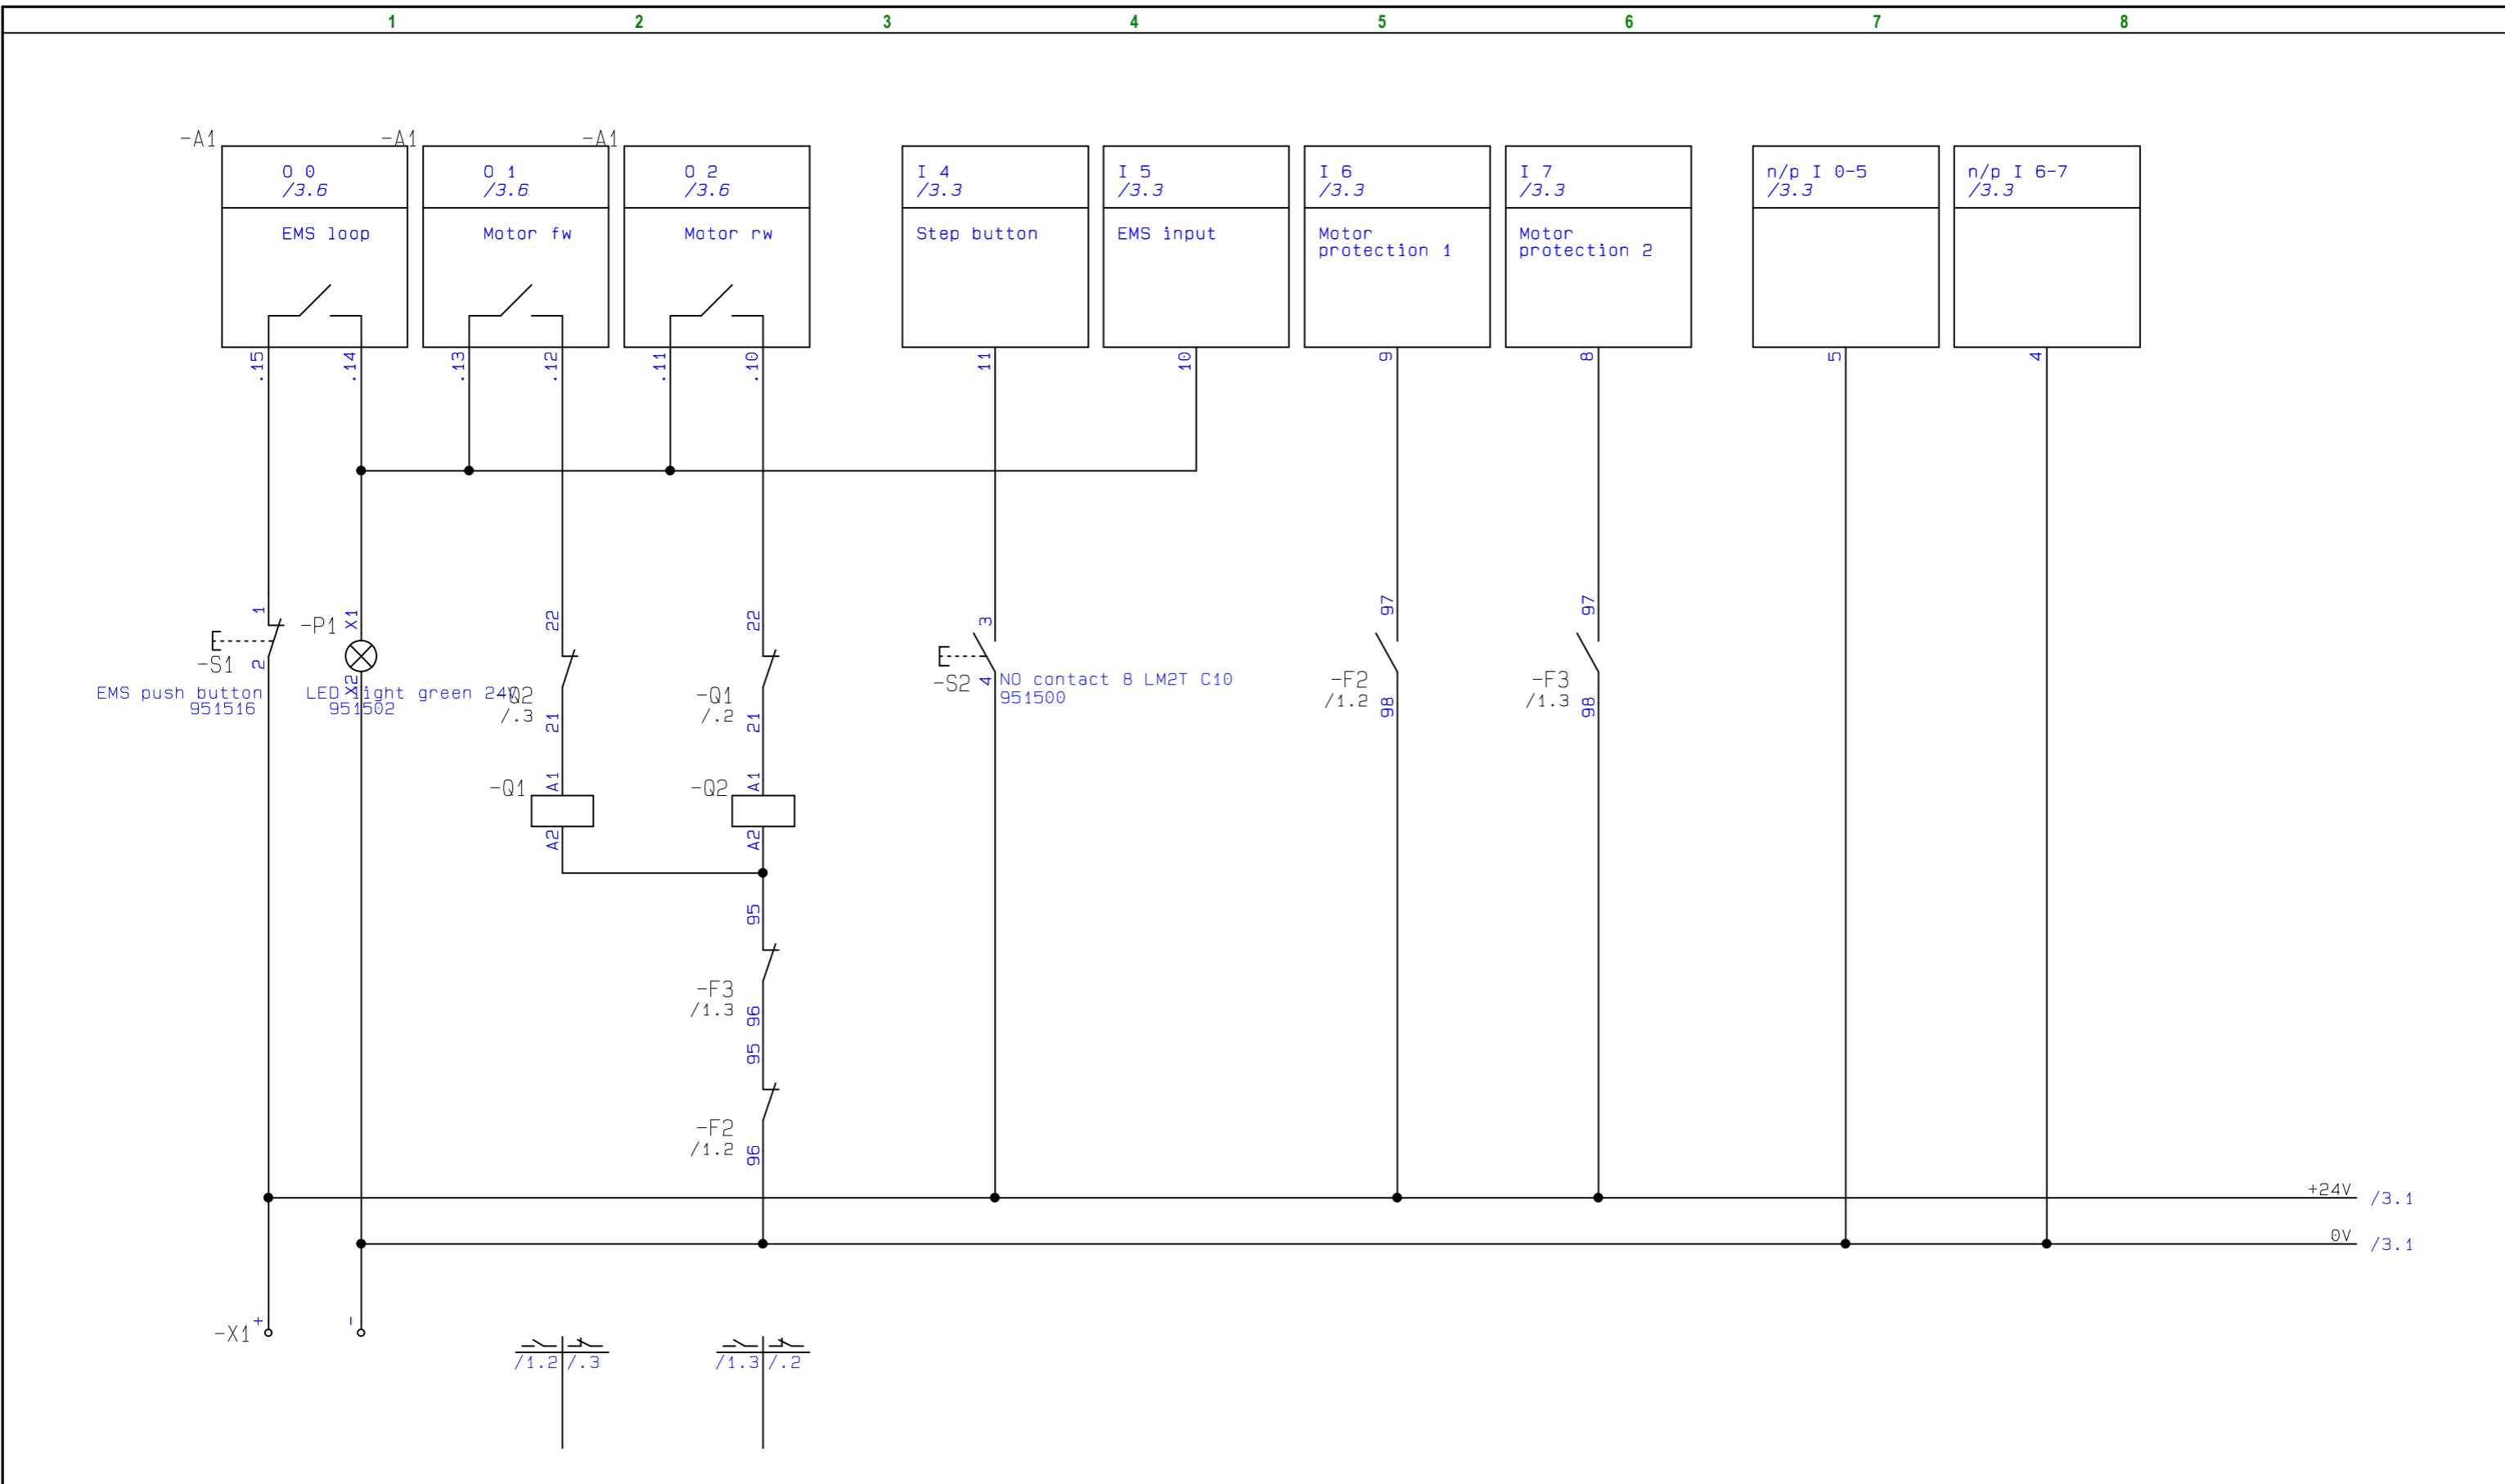 1 2 3 4 5 6 7 8
-A1 -A1 -A1
O 0
/3.6
EMS loop
O 1
/3.6
Motor fw
O 2
/3.6
Motor rw
I 4
/3.3
Step button
I 5
/3.3
EMS input
I 6
/3.3
Motor
protection 1
I 7
/3.3
Motor
protection 2
n/p I 0-5
/3.3
n/p I 6-7
/3.3
.15 .14 .13 .12 .11 .10 11 10 9 8 5 4
1
-S1
2
EMS push button
951516
-P1 X1
X2
LED light green 24V
951502
22
-Q2
/.3
21
22
-Q1
/.2
21
3
-S2 4
NO contact 8 LM2T C10
951500
97
-F2
/1.2
98
97
-F3
/1.3
98
-Q1 A1
A2
-Q2 A1
A2
95
-F3
/1.3
96
95
-F2
/1.2
96
+24V /3.1
0V /3.1
-X1 + -
/1.2 /.3
/1.3 /.2